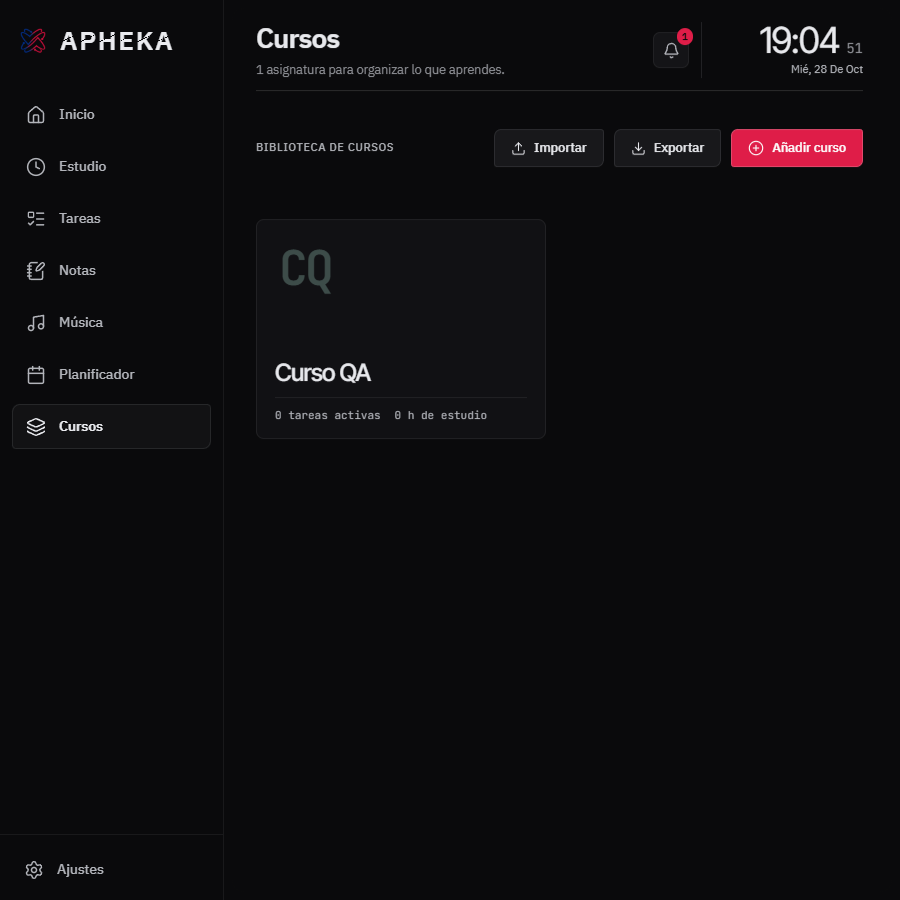 APHEKA
Inicio
Estudio
Tareas
Notas
Música
Planificador
Cursos
Ajustes
Cursos
1 asignatura para organizar lo que aprendes.
1
19:04 51
Mié, 28 De Oct
BIBLIOTECA DE CURSOS
Importar
Exportar
Añadir curso
CQ
Curso QA
0 tareas activas 0 h de estudio